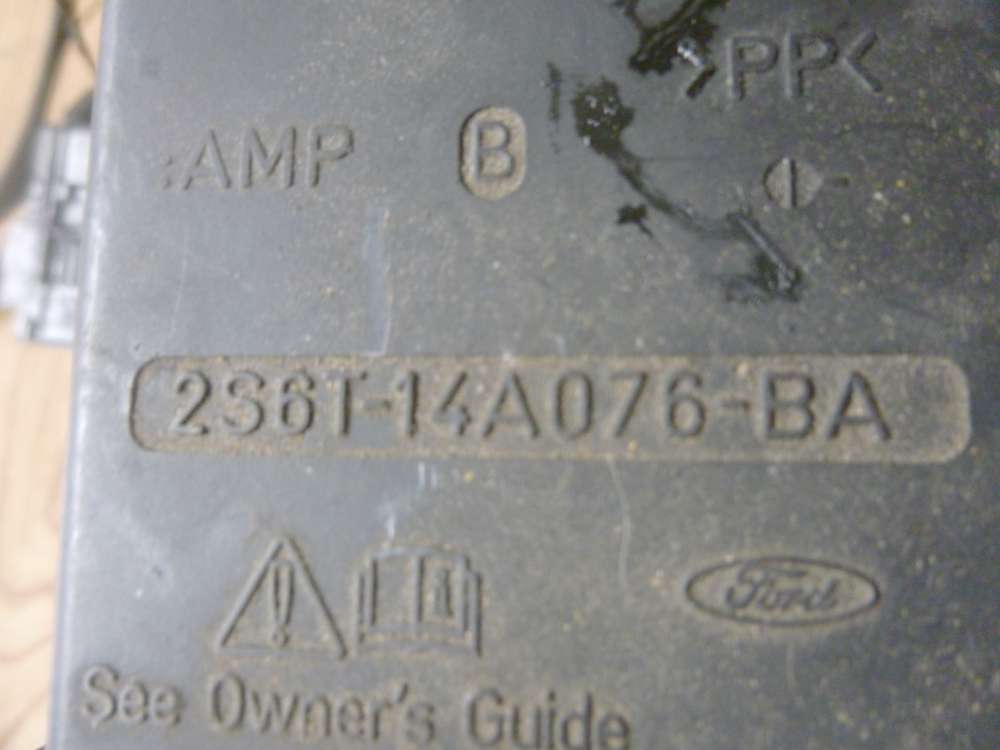 >PP<
:AMP B
2S6T-14A076-BA
i
Ford
See Owner's Guide